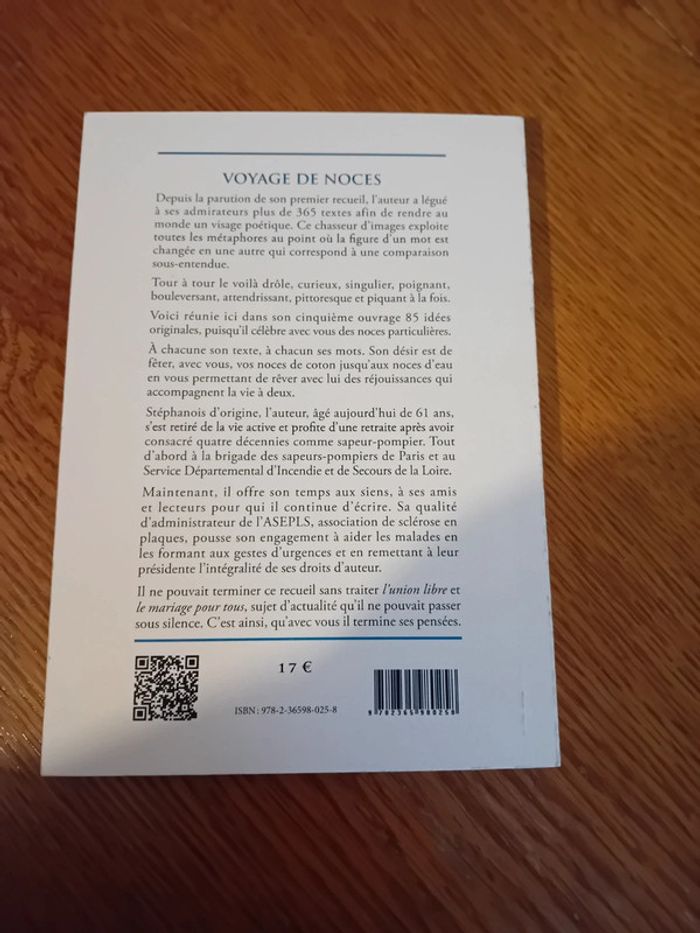 VOYAGE DE NOCES
Depuis la parution de son premier recueil, l'auteur a légué
à ses admirateurs plus de 365 textes afin de rendre au
monde un visage poétique. Ce chasseur d'images exploite
toutes les métaphores au point où la figure d'un mot est
changée en une autre qui correspond à une comparaison
sous-entendue.
Tour à tour le voilà drôle, curieux, singulier, poignant,
bouleversant, attendrissant, pittoresque et piquant à la fois.
Voici réunie ici dans son cinquième ouvrage 85 idées
originales, puisqu'il célèbre avec vous des noces particulières.
À chacune son texte, à chacun ses mots. Son désir est de
fêter, avec vous, vos noces de coton jusqu'aux noces d'eau
en vous permettant de rêver avec lui des réjouissances qui
accompagnent la vie à deux.
Stéphanois d'origine, l'auteur, âgé aujourd'hui de 61 ans,
s'est retiré de la vie active et profite d'une retraite après avoir
consacré quatre décennies comme sapeur-pompier. Tout
d'abord à la brigade des sapeurs-pompiers de Paris et au
Service Départemental d'Incendie et de Secours de la Loire.
Maintenant, il offre son temps aux siens, à ses amis
et lecteurs pour qui il continue d'écrire. Sa qualité
d'administrateur de l'ASEPLS, association de sclérose en
plaques, pousse son engagement à aider les malades en
les formant aux gestes d'urgences et en remettant à leur
présidente l'intégralité de ses droits d'auteur.
Il ne pouvait terminer ce recueil sans traiter l'union libre et
le mariage pour tous, sujet d'actualité qu'il ne pouvait passer
sous silence. C'est ainsi, qu'avec vous il termine ses pensées.
17 €
ISBN : 978-2-36598-025-8
9 782365 980258